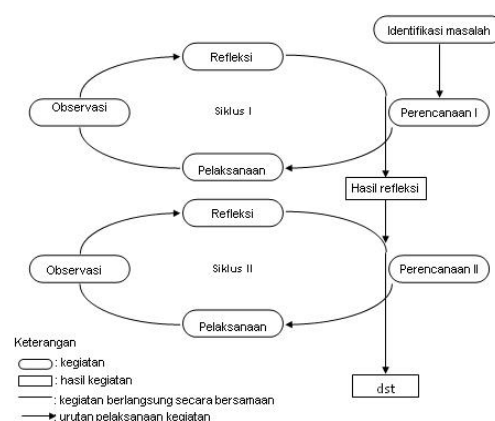 Identifikasi masalah
Refleksi
Observasi
Siklus I
Perencanaan I
Pelaksanaan
Hasil refleksi
Refleksi
Observasi
Siklus II
Perencanaan II
Pelaksanaan
Keterangan
: kegiatan
: hasil kegiatan
: kegiatan berlangsung secara bersamaan
: urutan pelaksanaan kegiatan
dst